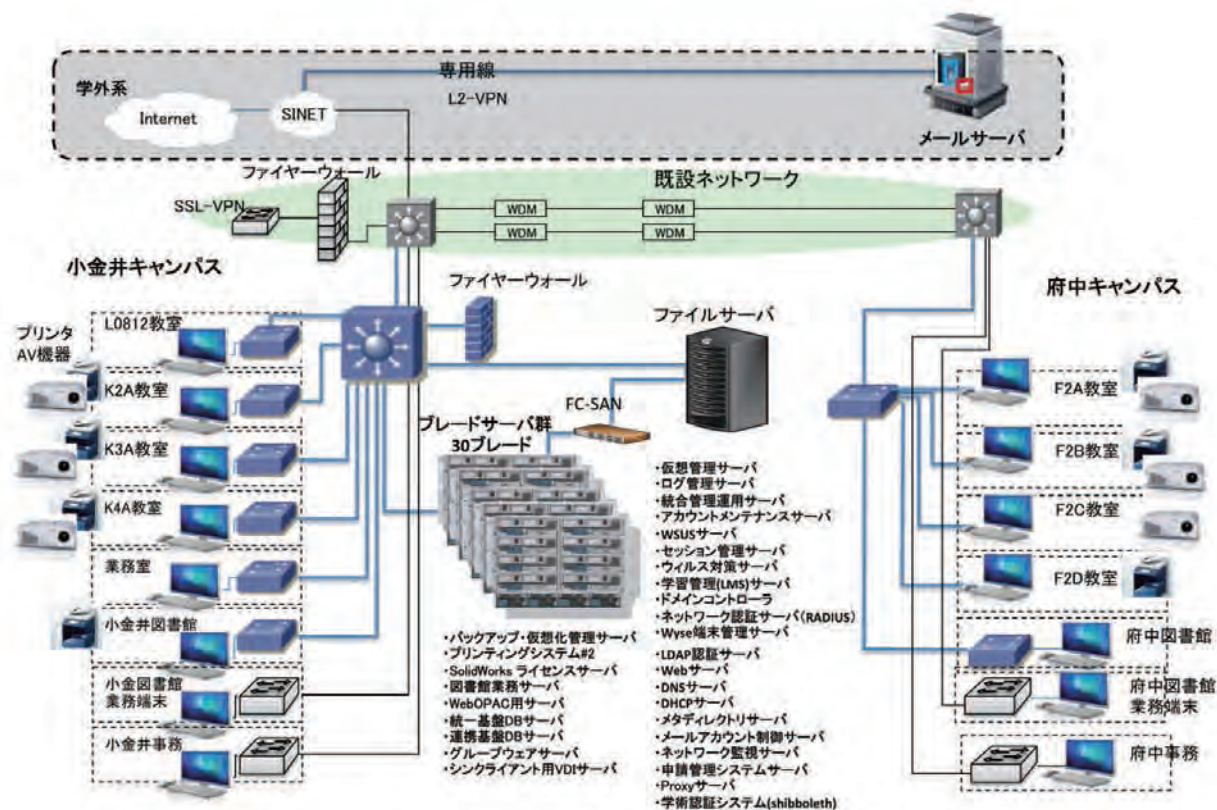 学外系
Internet
SINET
専用線
L2-VPN
メールサーバ
ファイヤーウォール
SSL-VPN
既設ネットワーク
WDM
WDM
WDM
WDM
小金井キャンパス
ファイヤーウォール
府中キャンパス
プリンタ
AV機器
L0812教室
K2A教室
K3A教室
K4A教室
業務室
小金井図書館
小金図書館
業務端末
小金井事務
ファイルサーバ
FC-SAN
ブレードサーバ群
30ブレード
・バックアップ・仮想化管理サーバ
・プリンティングシステム#2
・SolidWorks ライセンスサーバ
・図書館業務サーバ
・WebOPAC用サーバ
・統一基盤DBサーバ
・連携基盤DBサーバ
・グループウェアサーバ
・シンクライアント用VDIサーバ
・仮想管理サーバ
・ログ管理サーバ
・統合管理運用サーバ
・アカウントメンテナンスサーバ
・WSUSサーバ
・セッション管理サーバ
・ウィルス対策サーバ
・学習管理(LMS)サーバ
・ドメインコントローラ
・ネットワーク認証サーバ(RADIUS)
・Wyse端末管理サーバ
・LDAP認証サーバ
・Webサーバ
・DNSサーバ
・DHCPサーバ
・メタディレクトリサーバ
・メールアカウント制御サーバ
・ネットワーク監視サーバ
・申請管理システムサーバ
・Proxyサーバ
・学術認証システム(shibboleth)
F2A教室
F2B教室
F2C教室
F2D教室
府中図書館
府中図書館
業務端末
府中事務